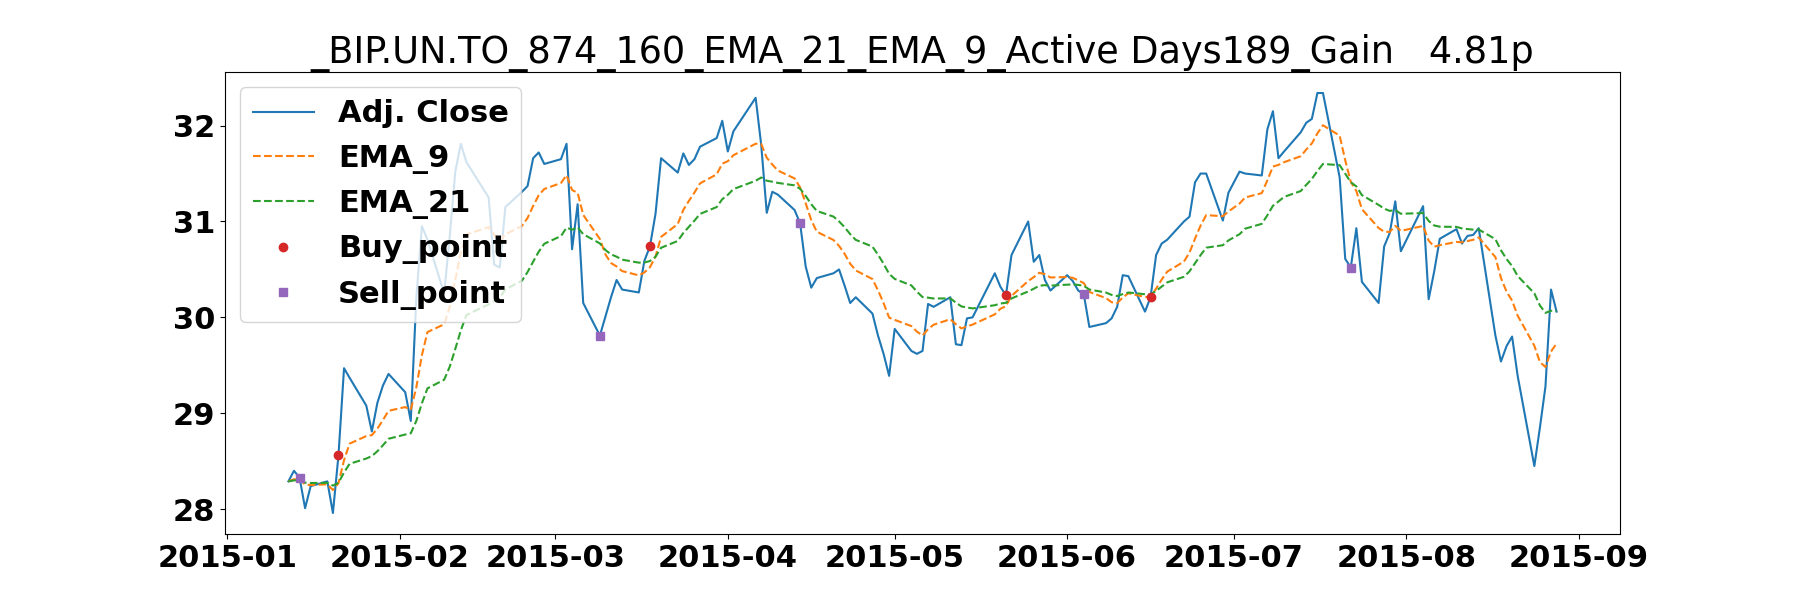 _BIP.UN.TO_874_160_EMA_21_EMA_9_Active Days189_Gain   4.81p
Adj. Close
EMA_9
EMA_21
Buy_point
Sell_point
32
31
30
29
28
2015-01 2015-02 2015-03 2015-04 2015-05 2015-06 2015-07 2015-08 2015-09